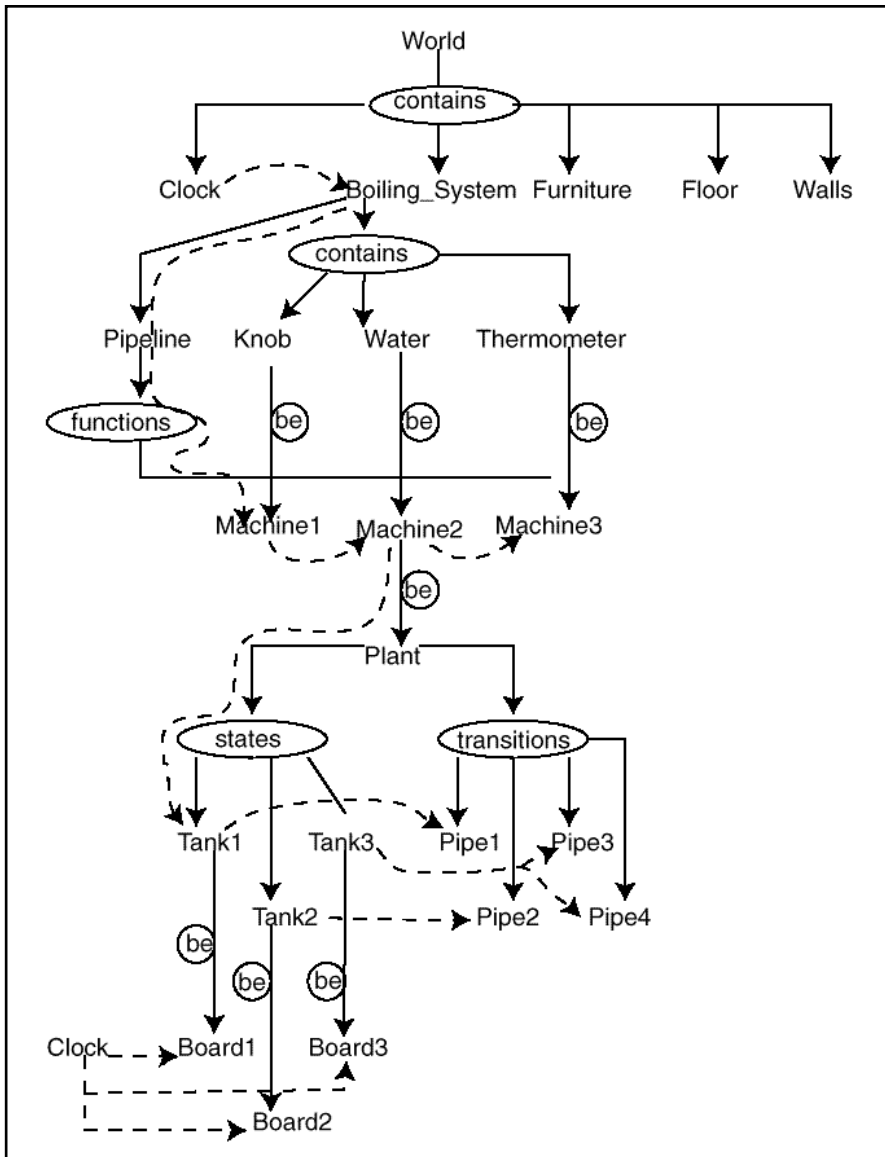 World
contains
Clock Boiling_System Furniture Floor Walls
contains
Pipeline Knob Water Thermometer
functions be be be
Machine1 Machine2 Machine3
be
Plant
states transitions
Tank1 Tank3 Pipe1 Pipe3
Tank2 Pipe2 Pipe4
be
be be
Clock Board1 Board3
Board2